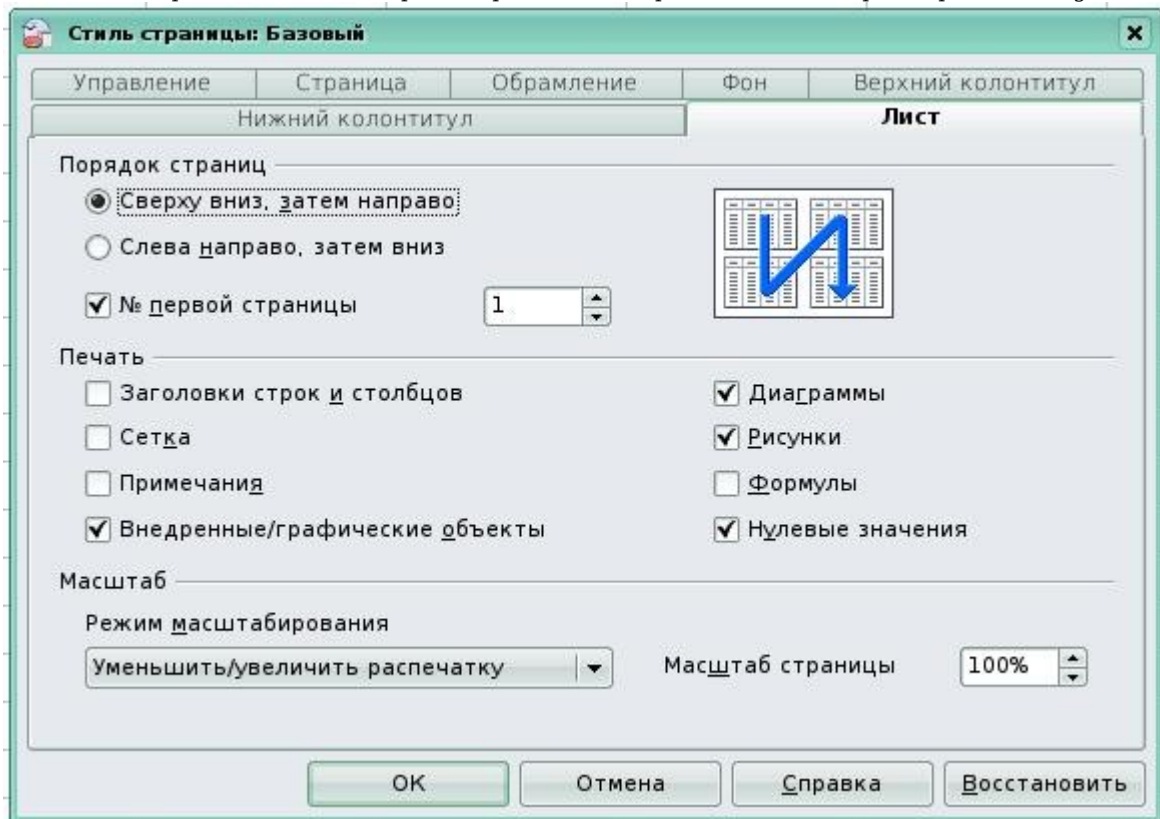 Стиль страницы: Базовый
Управление Страница Обрамление Фон Верхний колонтитул
Нижний колонтитул Лист
Порядок страниц
Сверху вниз, затем направо
Слева направо, затем вниз
№ первой страницы 1
Печать
Заголовки строк и столбцов Диаграммы
Сетка Рисунки
Примечания Формулы
Внедренные/графические объекты Нулевые значения
Масштаб
Режим масштабирования
Уменьшить/увеличить распечатку Масштаб страницы 100%
OK Отмена Справка Восстановить